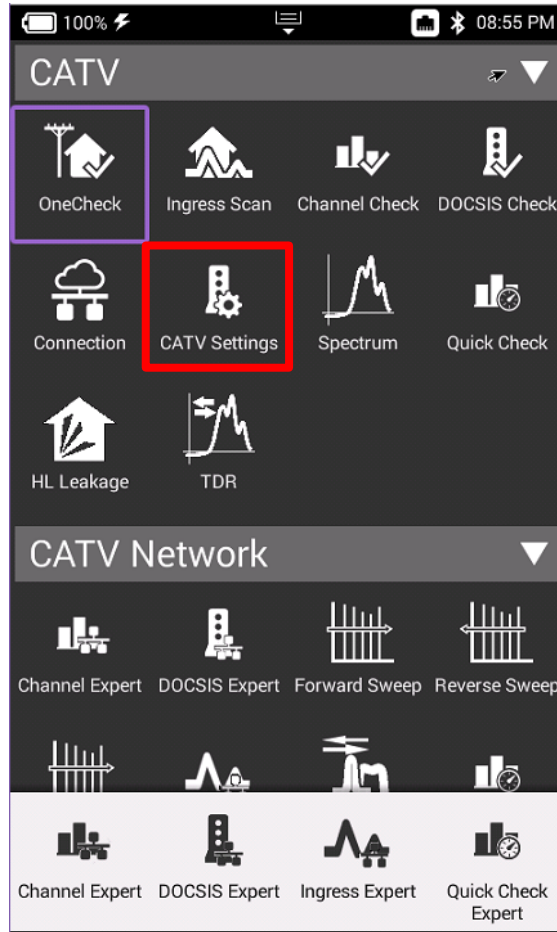 100% 08:55 PM
CATV
OneCheck Ingress Scan Channel Check DOCSIS Check
Connection CATV Settings Spectrum Quick Check
HL Leakage TDR
CATV Network
Channel Expert DOCSIS Expert Forward Sweep Reverse Sweep
Channel Expert DOCSIS Expert Ingress Expert Quick Check
Expert